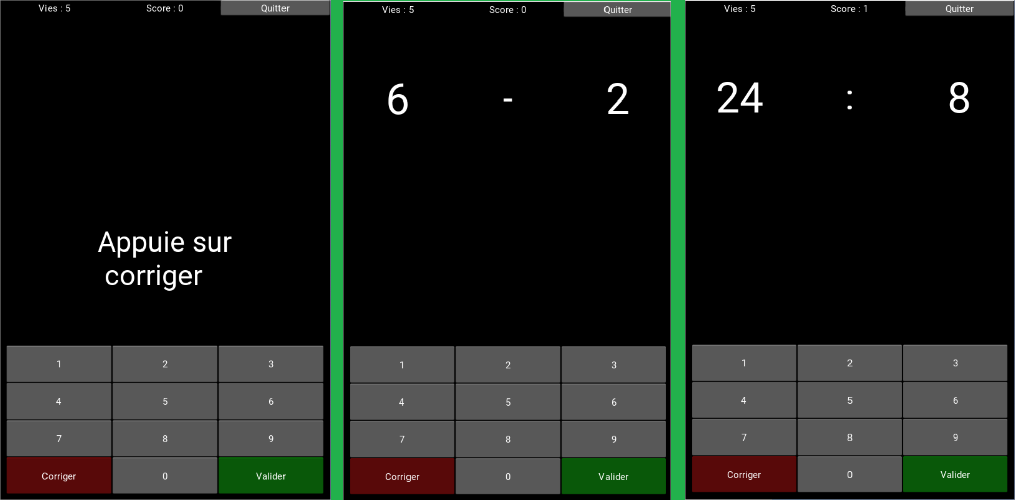 Vies : 5 Score : 0 Quitter
Appuie sur
corriger
1 2 3
4 5 6
7 8 9
Corriger 0 Valider
Vies : 5 Score : 0 Quitter
6 - 2
1 2 3
4 5 6
7 8 9
Corriger 0 Valider
Vies : 5 Score : 1 Quitter
24 : 8
1 2 3
4 5 6
7 8 9
Corriger 0 Valider